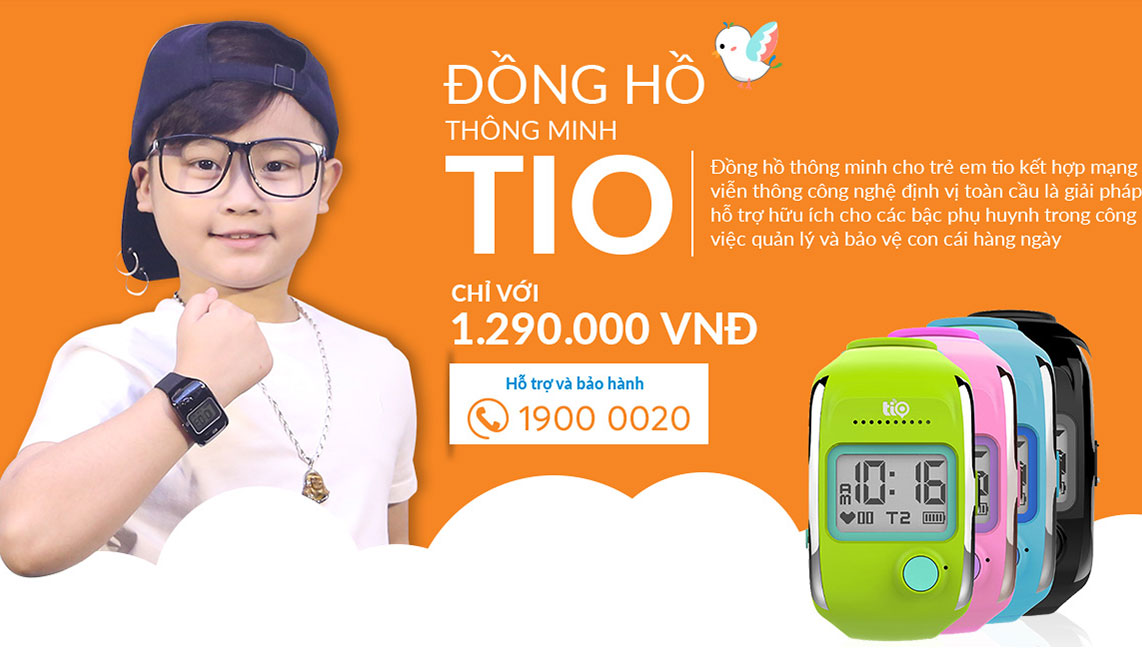 ĐỒNG HỒ
THÔNG MINH
TIO
Đồng hồ thông minh cho trẻ em tio kết hợp mạng
viễn thông công nghệ định vị toàn cầu là giải pháp
hỗ trợ hữu ích cho các bậc phụ huynh trong công
việc quản lý và bảo vệ con cái hàng ngày
CHỈ VỚI
1.290.000 VNĐ
Hỗ trợ và bảo hành
1900 0020
tio
AM 10:16
00 T2